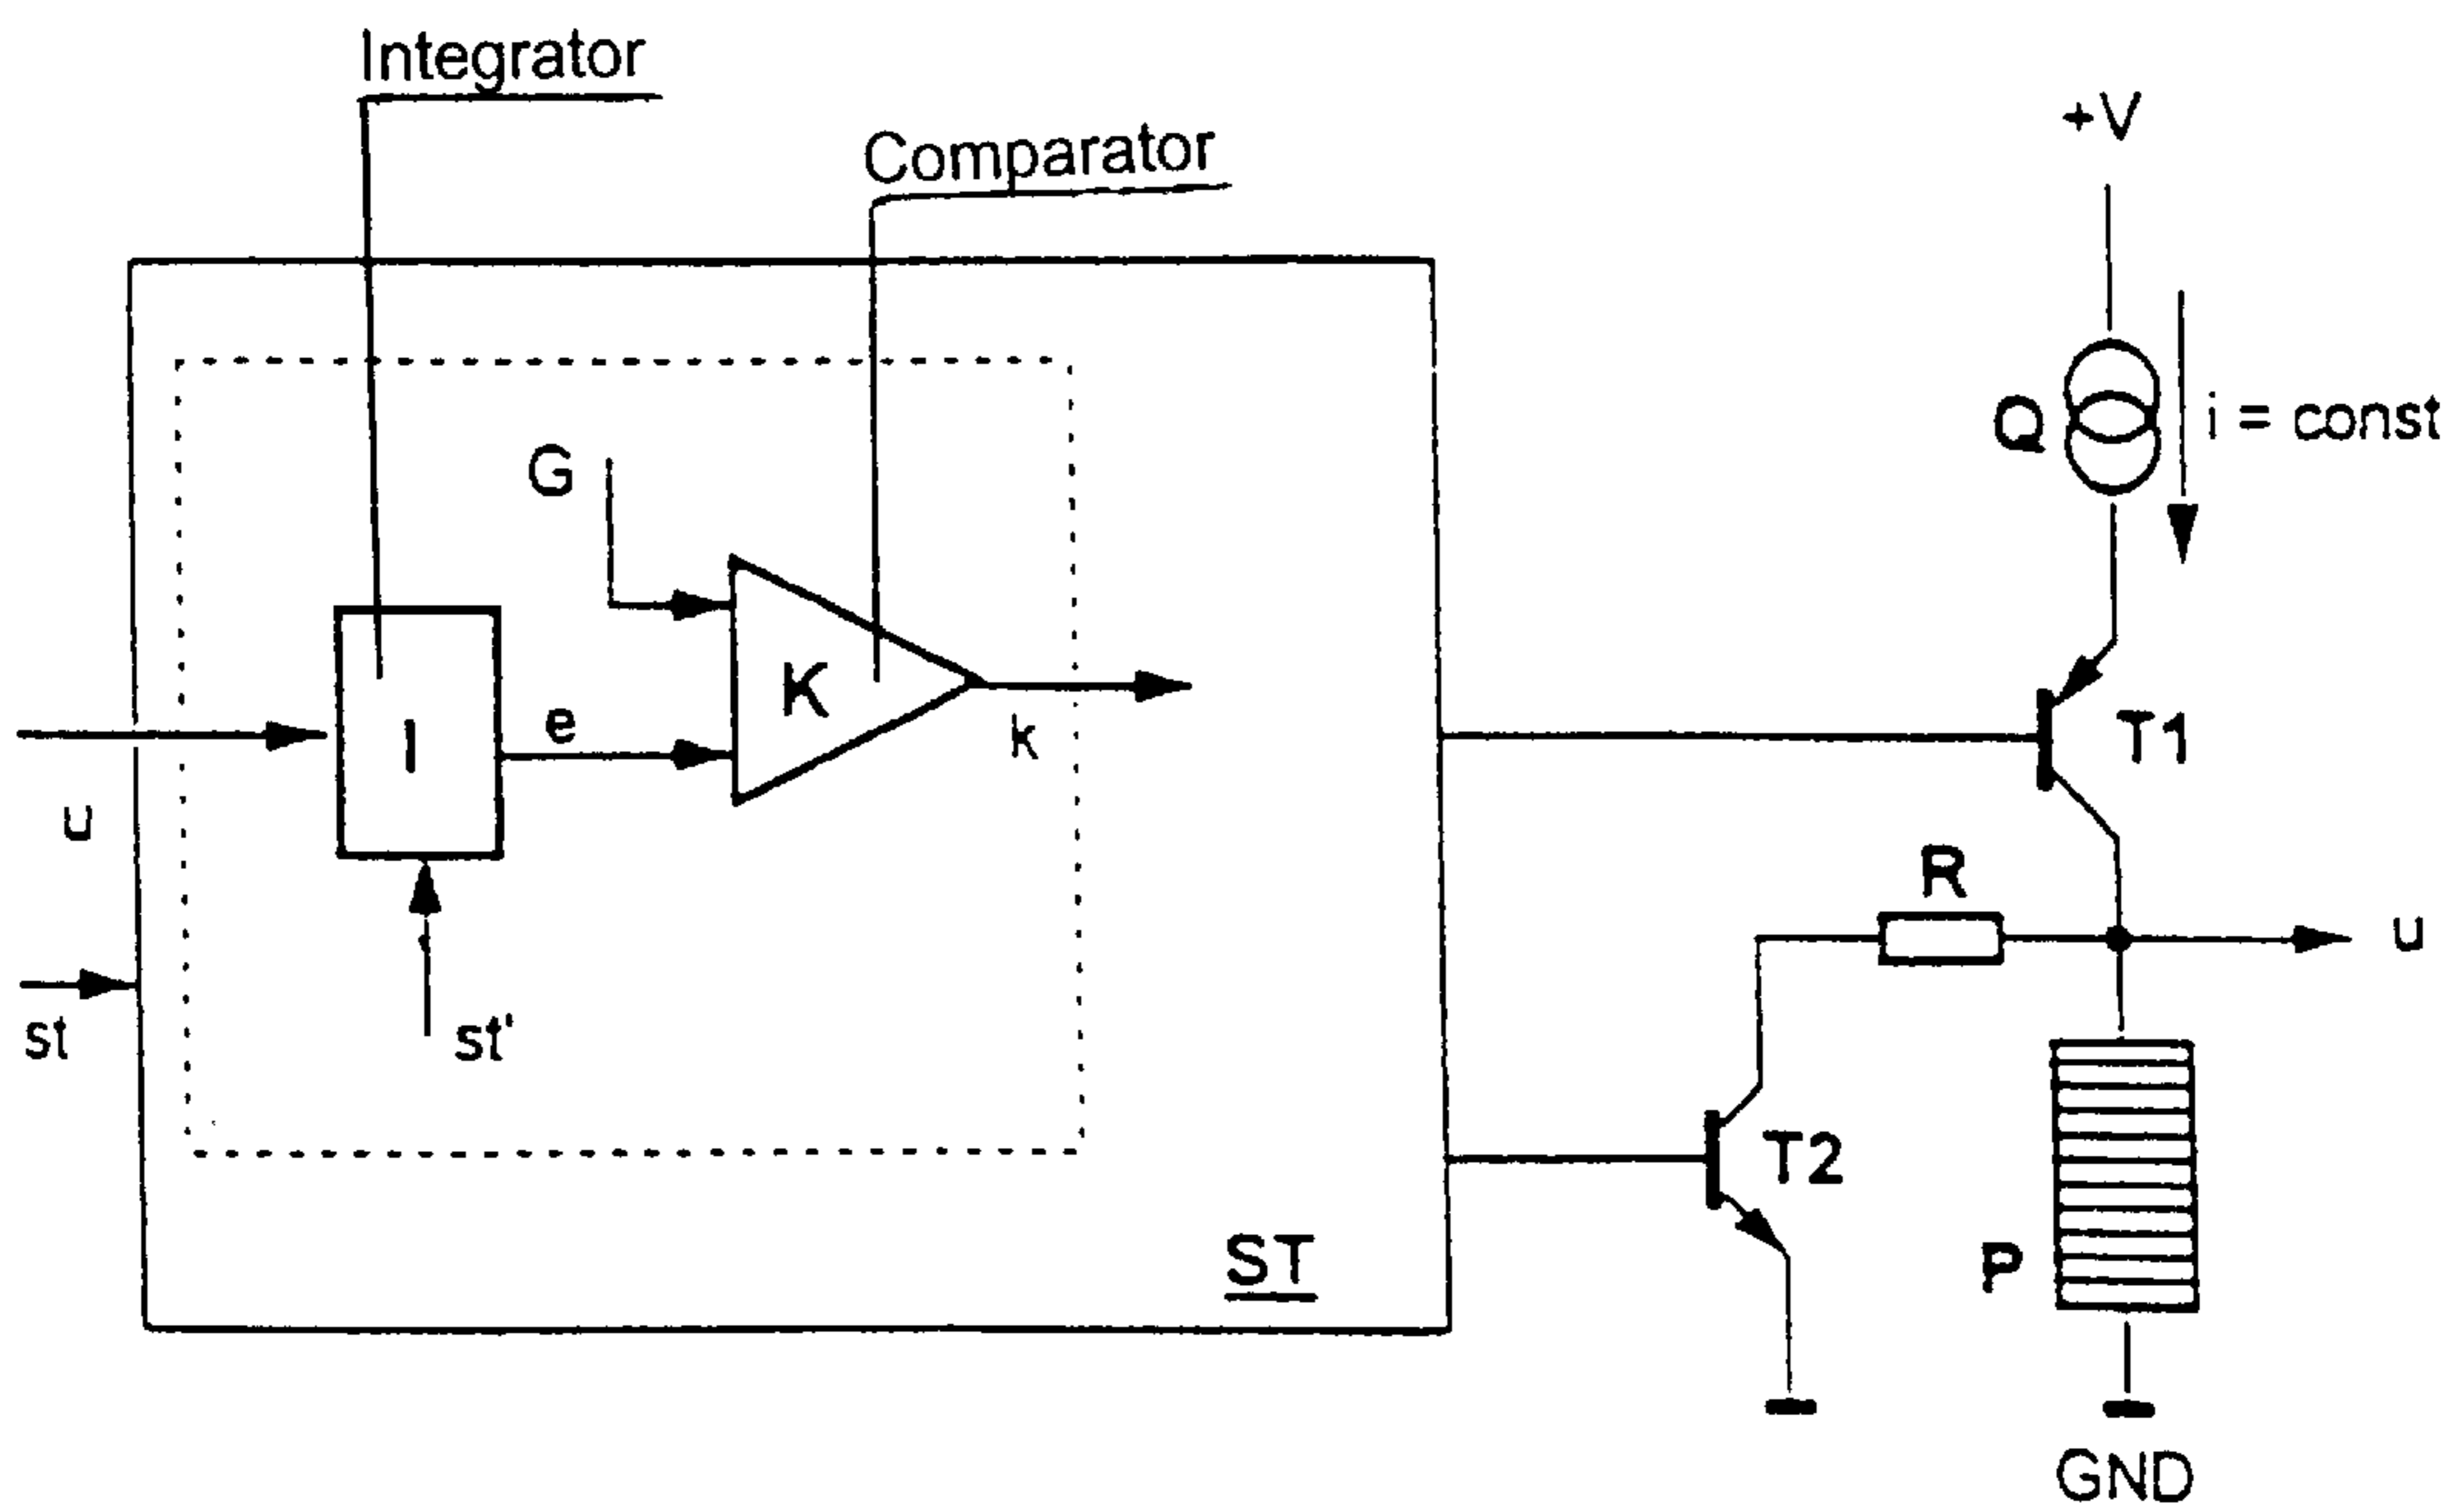 Integrator
Comparator
+V
Q
i = const
G
K
k
I
e
u
T1
R
u
st
st'
T2
P
ST
GND